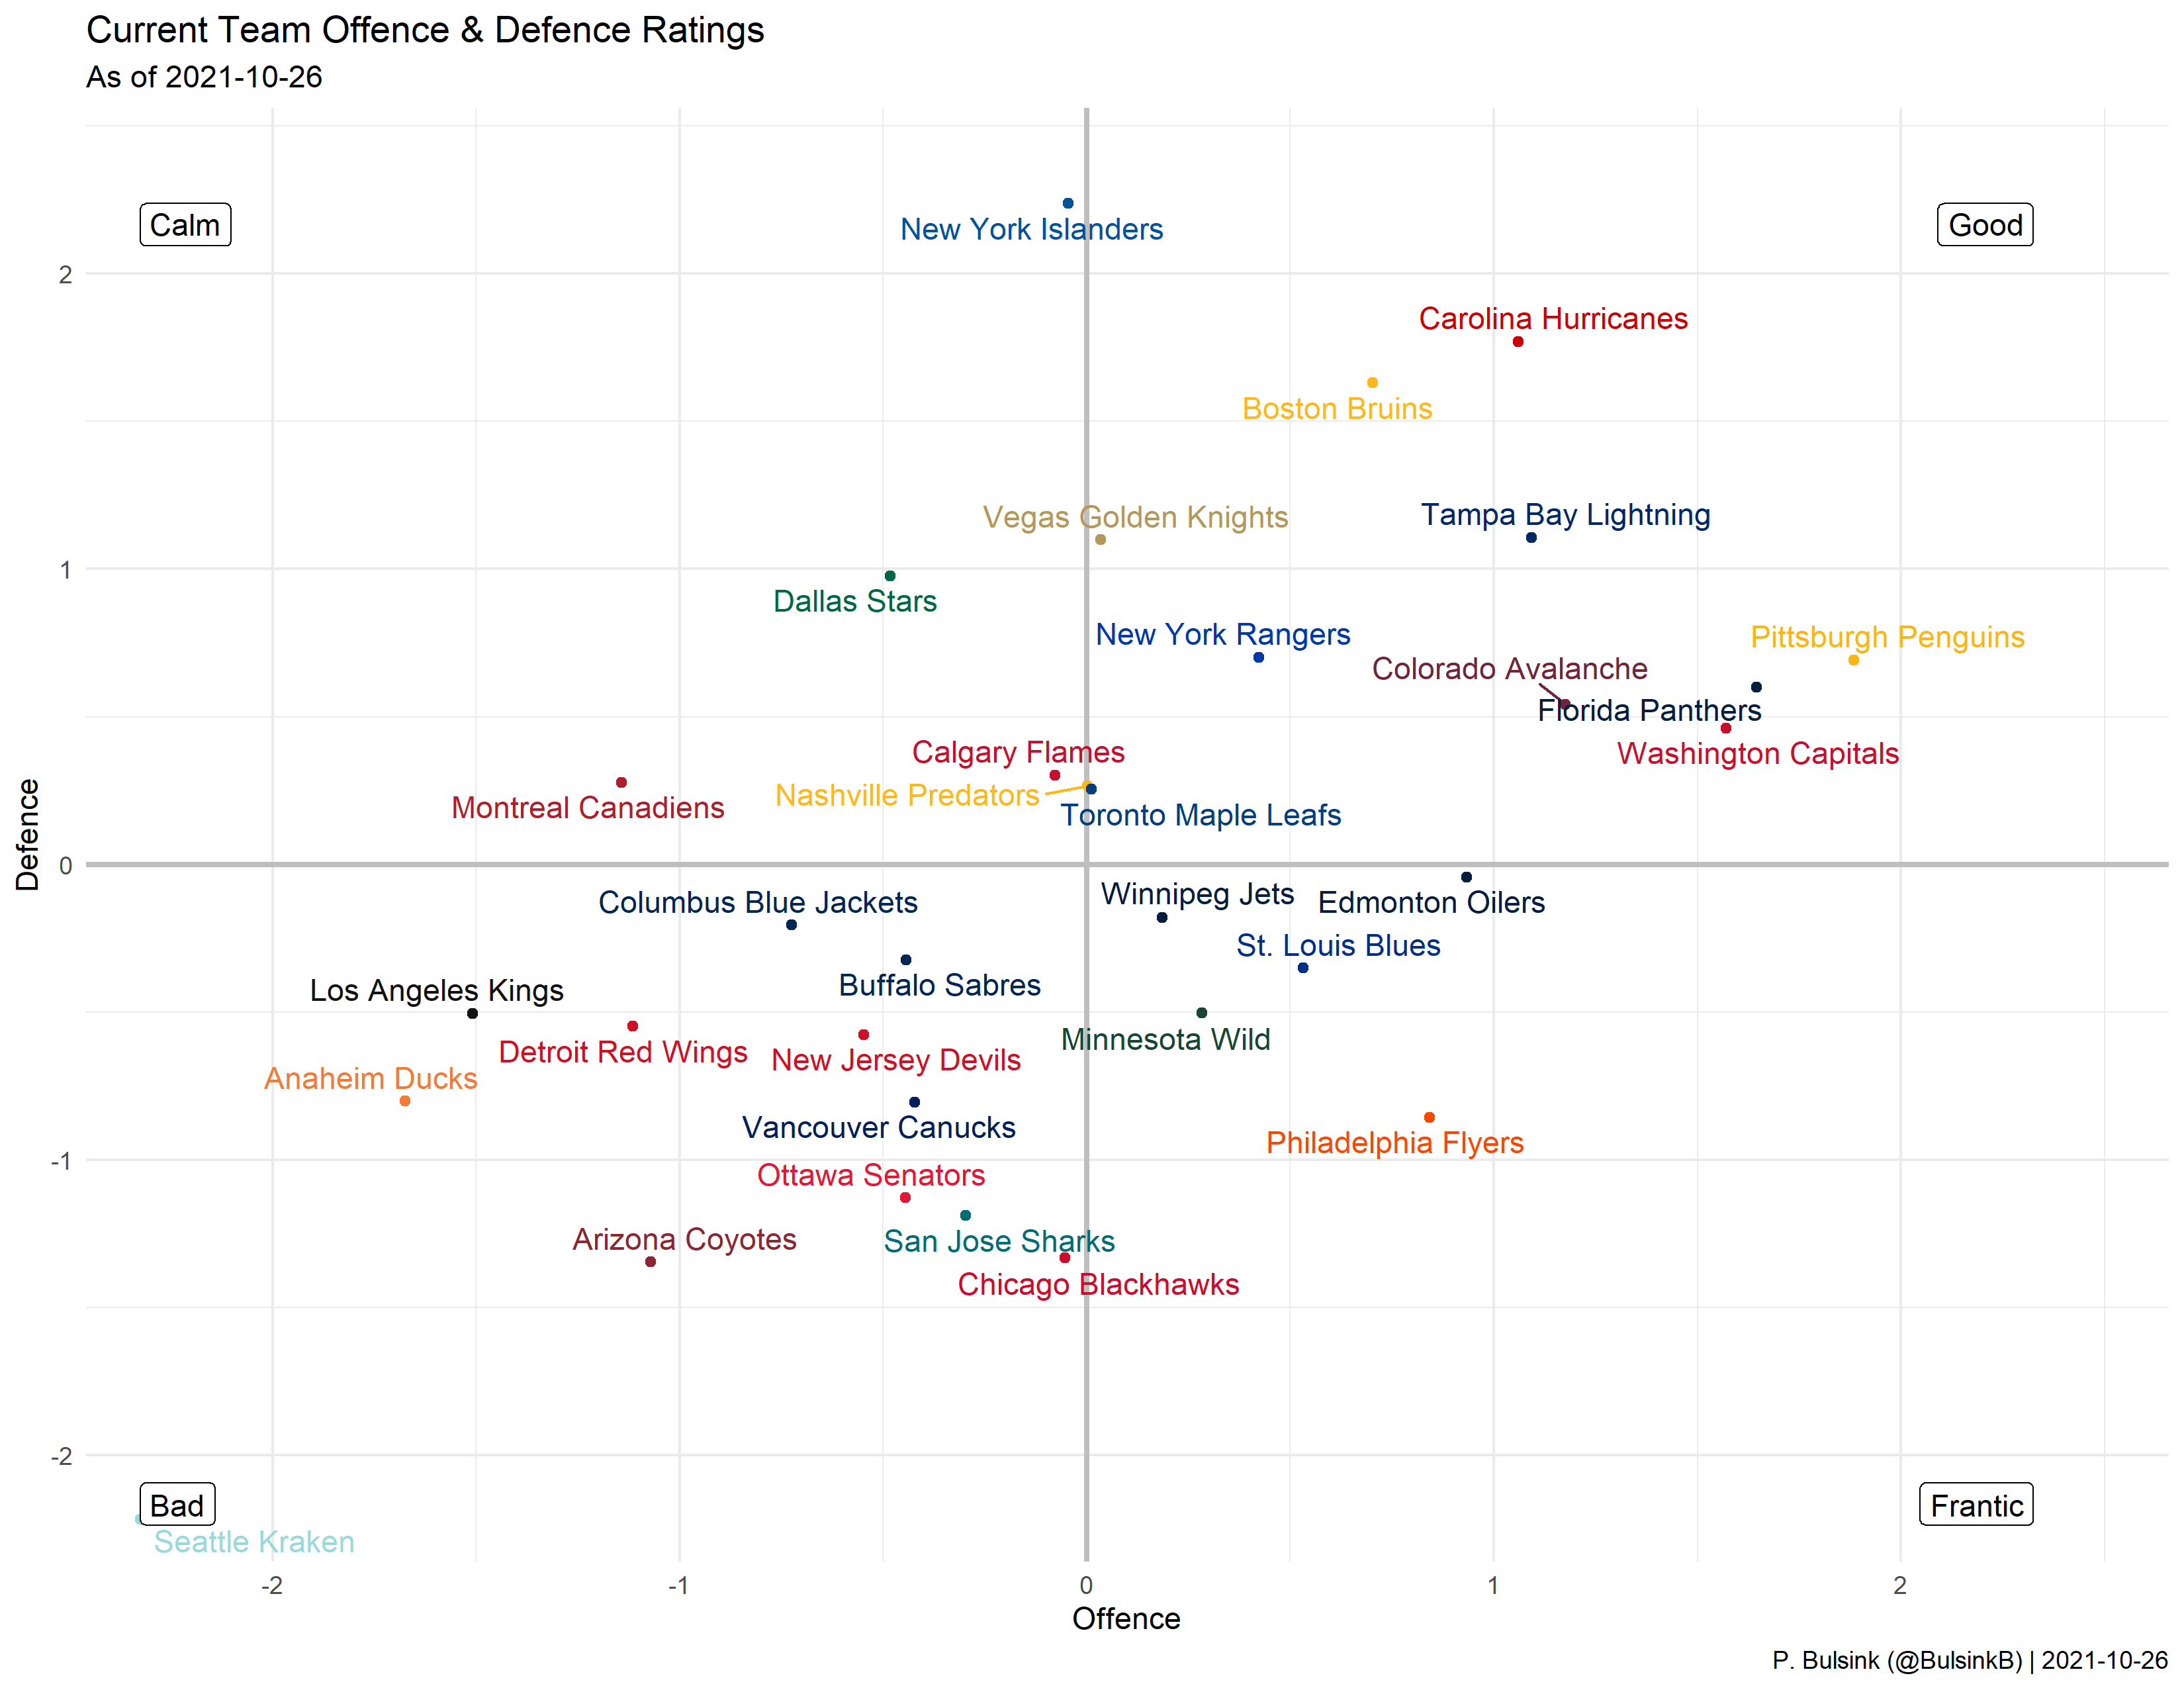 Current Team Offence & Defence Ratings
As of 2021-10-26
Calm
New York Islanders
Good
2
Carolina Hurricanes
Boston Bruins
Vegas Golden Knights
Tampa Bay Lightning
1
Dallas Stars
New York Rangers
Pittsburgh Penguins
Colorado Avalanche
Florida Panthers
Calgary Flames
Washington Capitals
Nashville Predators
Montreal Canadiens
Toronto Maple Leafs
Defence
0
Columbus Blue Jackets
Winnipeg Jets
Edmonton Oilers
St. Louis Blues
Los Angeles Kings
Buffalo Sabres
Minnesota Wild
Detroit Red Wings
New Jersey Devils
Anaheim Ducks
Vancouver Canucks
Philadelphia Flyers
-1
Ottawa Senators
Arizona Coyotes
San Jose Sharks
Chicago Blackhawks
-2
Bad
Frantic
Seattle Kraken
-2
-1
0
1
2
Offence
P. Bulsink (@BulsinkB) | 2021-10-26